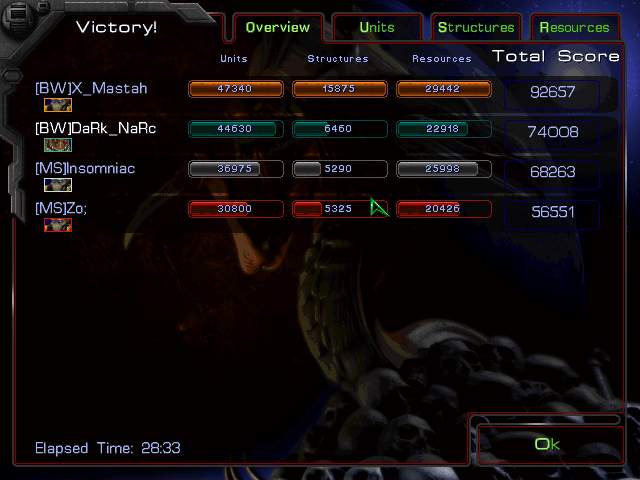 Victory!
Overview
Units
Structures
Resources
Units
Structures
Resources
Total Score
[BW]X_Mastah
47340
15875
29442
92657
[BW]DaRk_NaRc
44630
6460
22918
74008
[MS]Insomniac
36975
5290
25998
68263
[MS]Zo;
30800
5325
20426
56551
Elapsed Time: 28:33
Ok